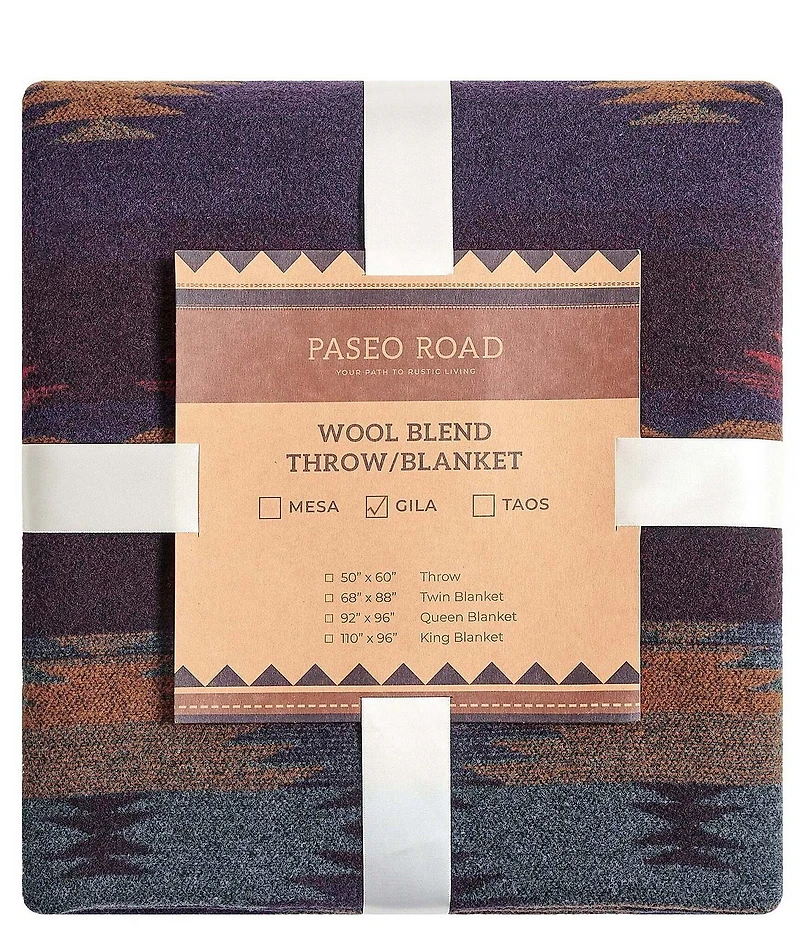 PASEO ROAD
YOUR PATH TO RUSTIC LIVING
WOOL BLEND
THROW/BLANKET
☐ MESA ☑ GILA ☐ TAOS
☐ 50” x 60” Throw
☐ 68” x 88” Twin Blanket
☐ 92” x 96” Queen Blanket
☐ 110” x 96” King Blanket